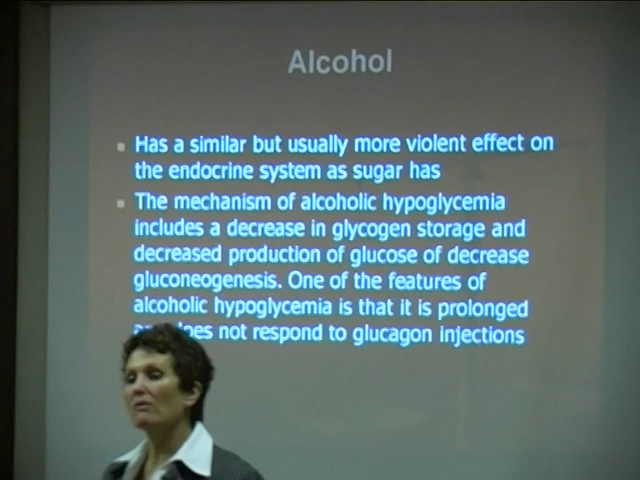 Alcohol
Has a similar but usually more violent effect on
the endocrine system as sugar has
The mechanism of alcoholic hypoglycemia
includes a decrease in glycogen storage and
decreased production of glucose of decrease
gluconeogenesis. One of the features of
alcoholic hypoglycemia is that it is prolonged
does not respond to glucagon injections